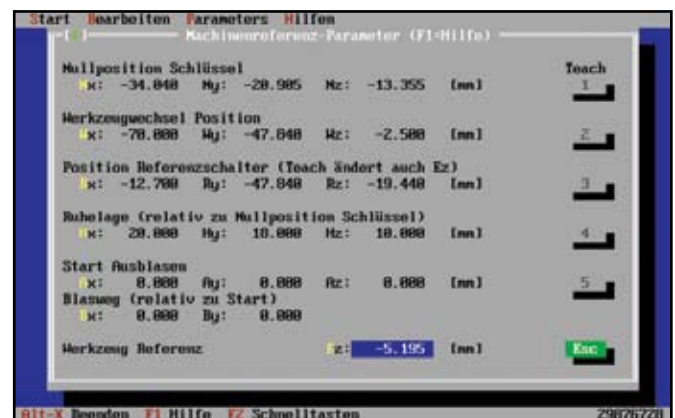 Start Bearbeiten Parameters Hilfen
Maschinenreferenz-Parameter (F1=Hilfe)
Nullposition Schlüssel Teach
Nx: -34.040 Ny: -20.905 Nz: -13.355 [mm] 1
Werkzeugwechsel Position
Wx: -70.000 Wy: -47.840 Wz: -2.500 [mm] 2
Position Referenzschalter (Teach ändert auch Ez)
Rx: -12.700 Ry: -47.840 Rz: -19.440 [mm] 3
Ruhelage (relativ zu Nullposition Schlüssel)
Hx: 20.000 Hy: 10.000 Hz: 10.000 [mm] 4
Start Ausblasen
Ax: 0.000 Ay: 0.000 Az: 0.000 [mm] 5
Blasweg (relativ zu Start)
Bx: 0.000 By: 0.000
Werkzeug Referenz Ez: -5.195 [mm] Esc
Alt-X Beenden F1 Hilfe F2 Schnelltasten